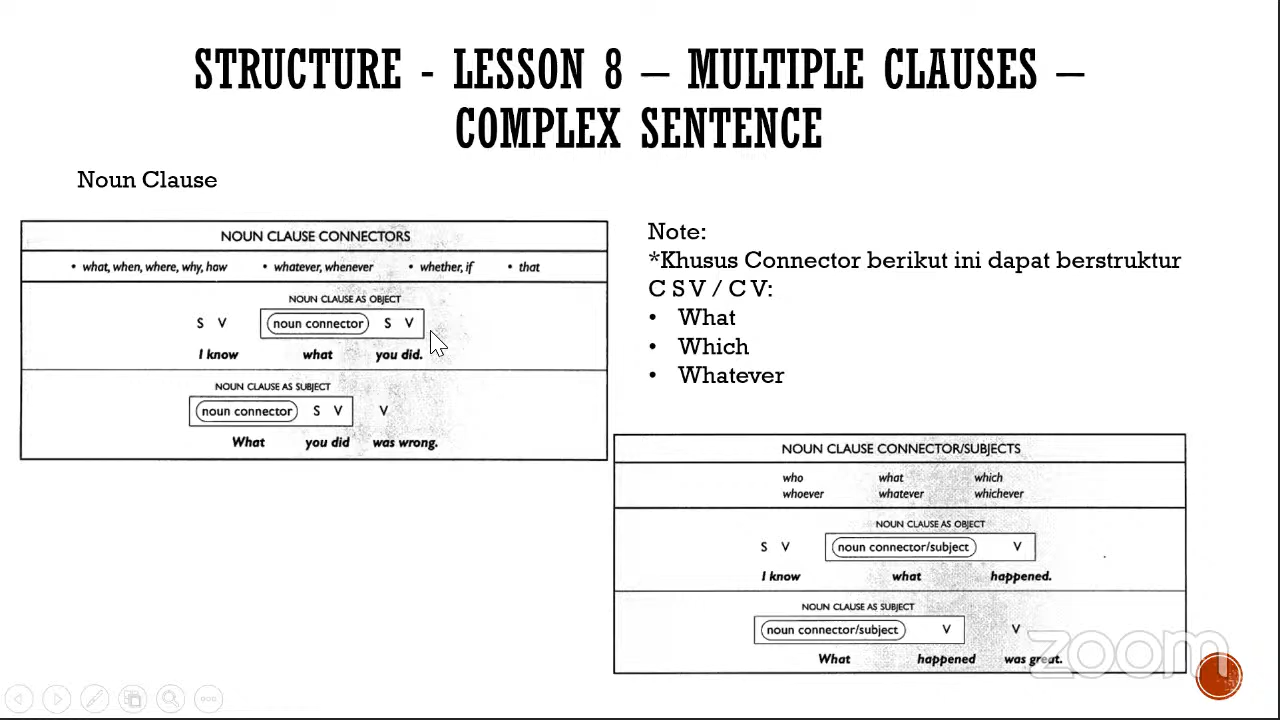 STRUCTURE - LESSON 8 – MULTIPLE CLAUSES –
COMPLEX SENTENCE
Noun Clause
NOUN CLAUSE CONNECTORS
• what, when, where, why, how • whatever, whenever • whether, if • that
NOUN CLAUSE AS OBJECT
S V noun connector S V
I know what you did.
NOUN CLAUSE AS SUBJECT
noun connector S V V
What you did was wrong.
Note:
*Khusus Connector berikut ini dapat berstruktur
C S V / C V:
• What
• Which
• Whatever
NOUN CLAUSE CONNECTOR/SUBJECTS
who what which
whoever whatever whichever
NOUN CLAUSE AS OBJECT
S V noun connector/subject V
I know what happened.
NOUN CLAUSE AS SUBJECT
noun connector/subject V V
What happened was great.
zoom